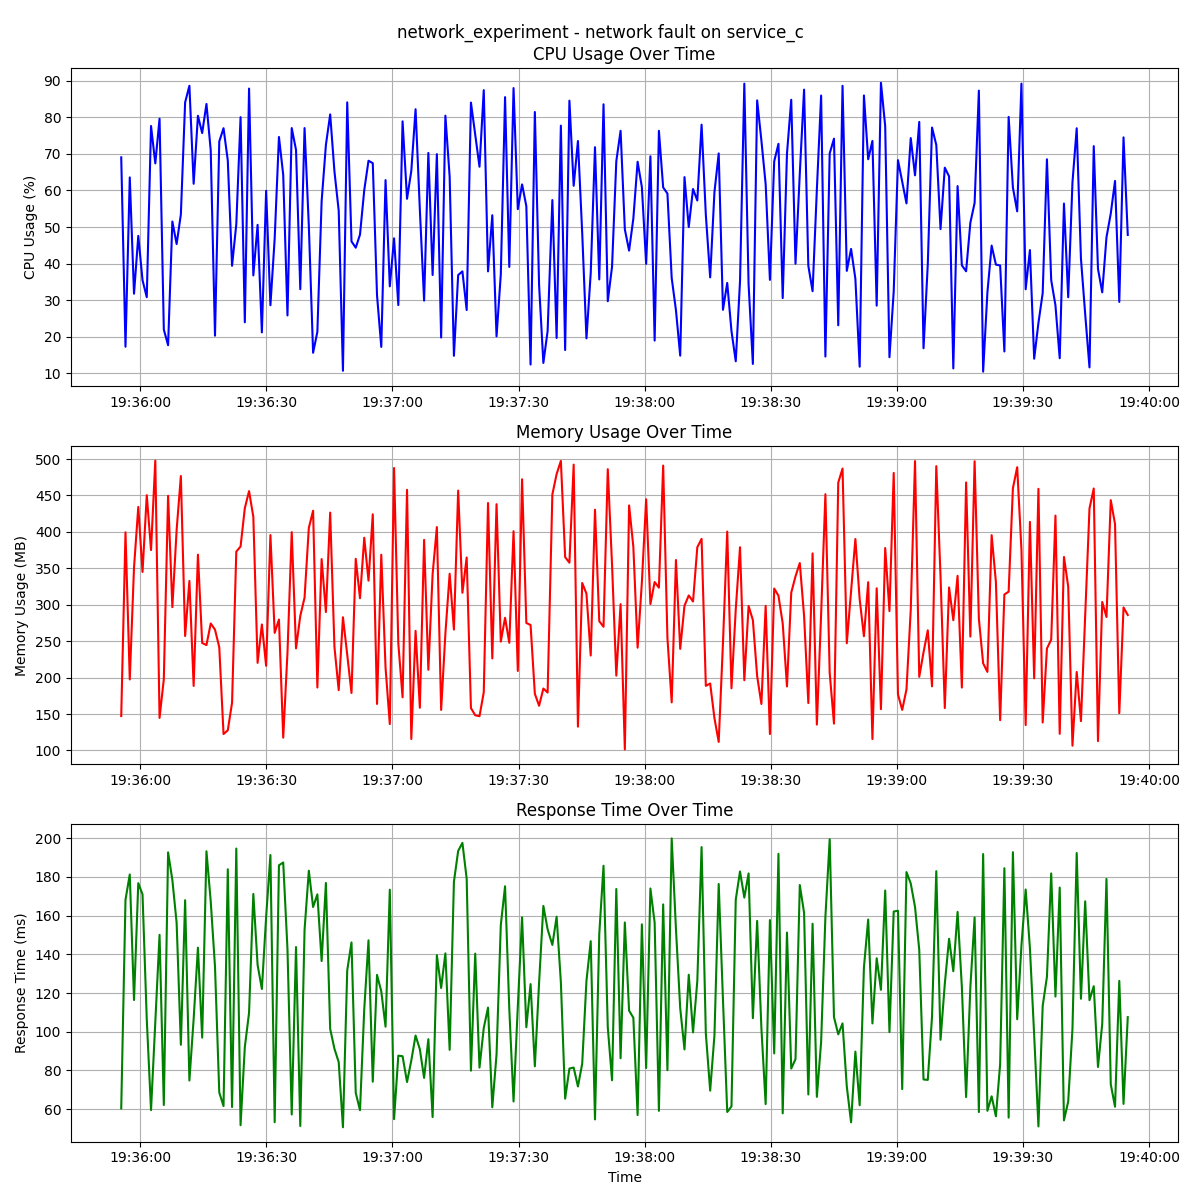 network_experiment - network fault on service_c
CPU Usage Over Time
CPU Usage (%)
90
80
70
60
50
40
30
20
10
19:36:00 19:36:30 19:37:00 19:37:30 19:38:00 19:38:30 19:39:00 19:39:30 19:40:00
Memory Usage Over Time
Memory Usage (MB)
500
450
400
350
300
250
200
150
100
19:36:00 19:36:30 19:37:00 19:37:30 19:38:00 19:38:30 19:39:00 19:39:30 19:40:00
Response Time Over Time
Response Time (ms)
200
180
160
140
120
100
80
60
19:36:00 19:36:30 19:37:00 19:37:30 19:38:00 19:38:30 19:39:00 19:39:30 19:40:00
Time